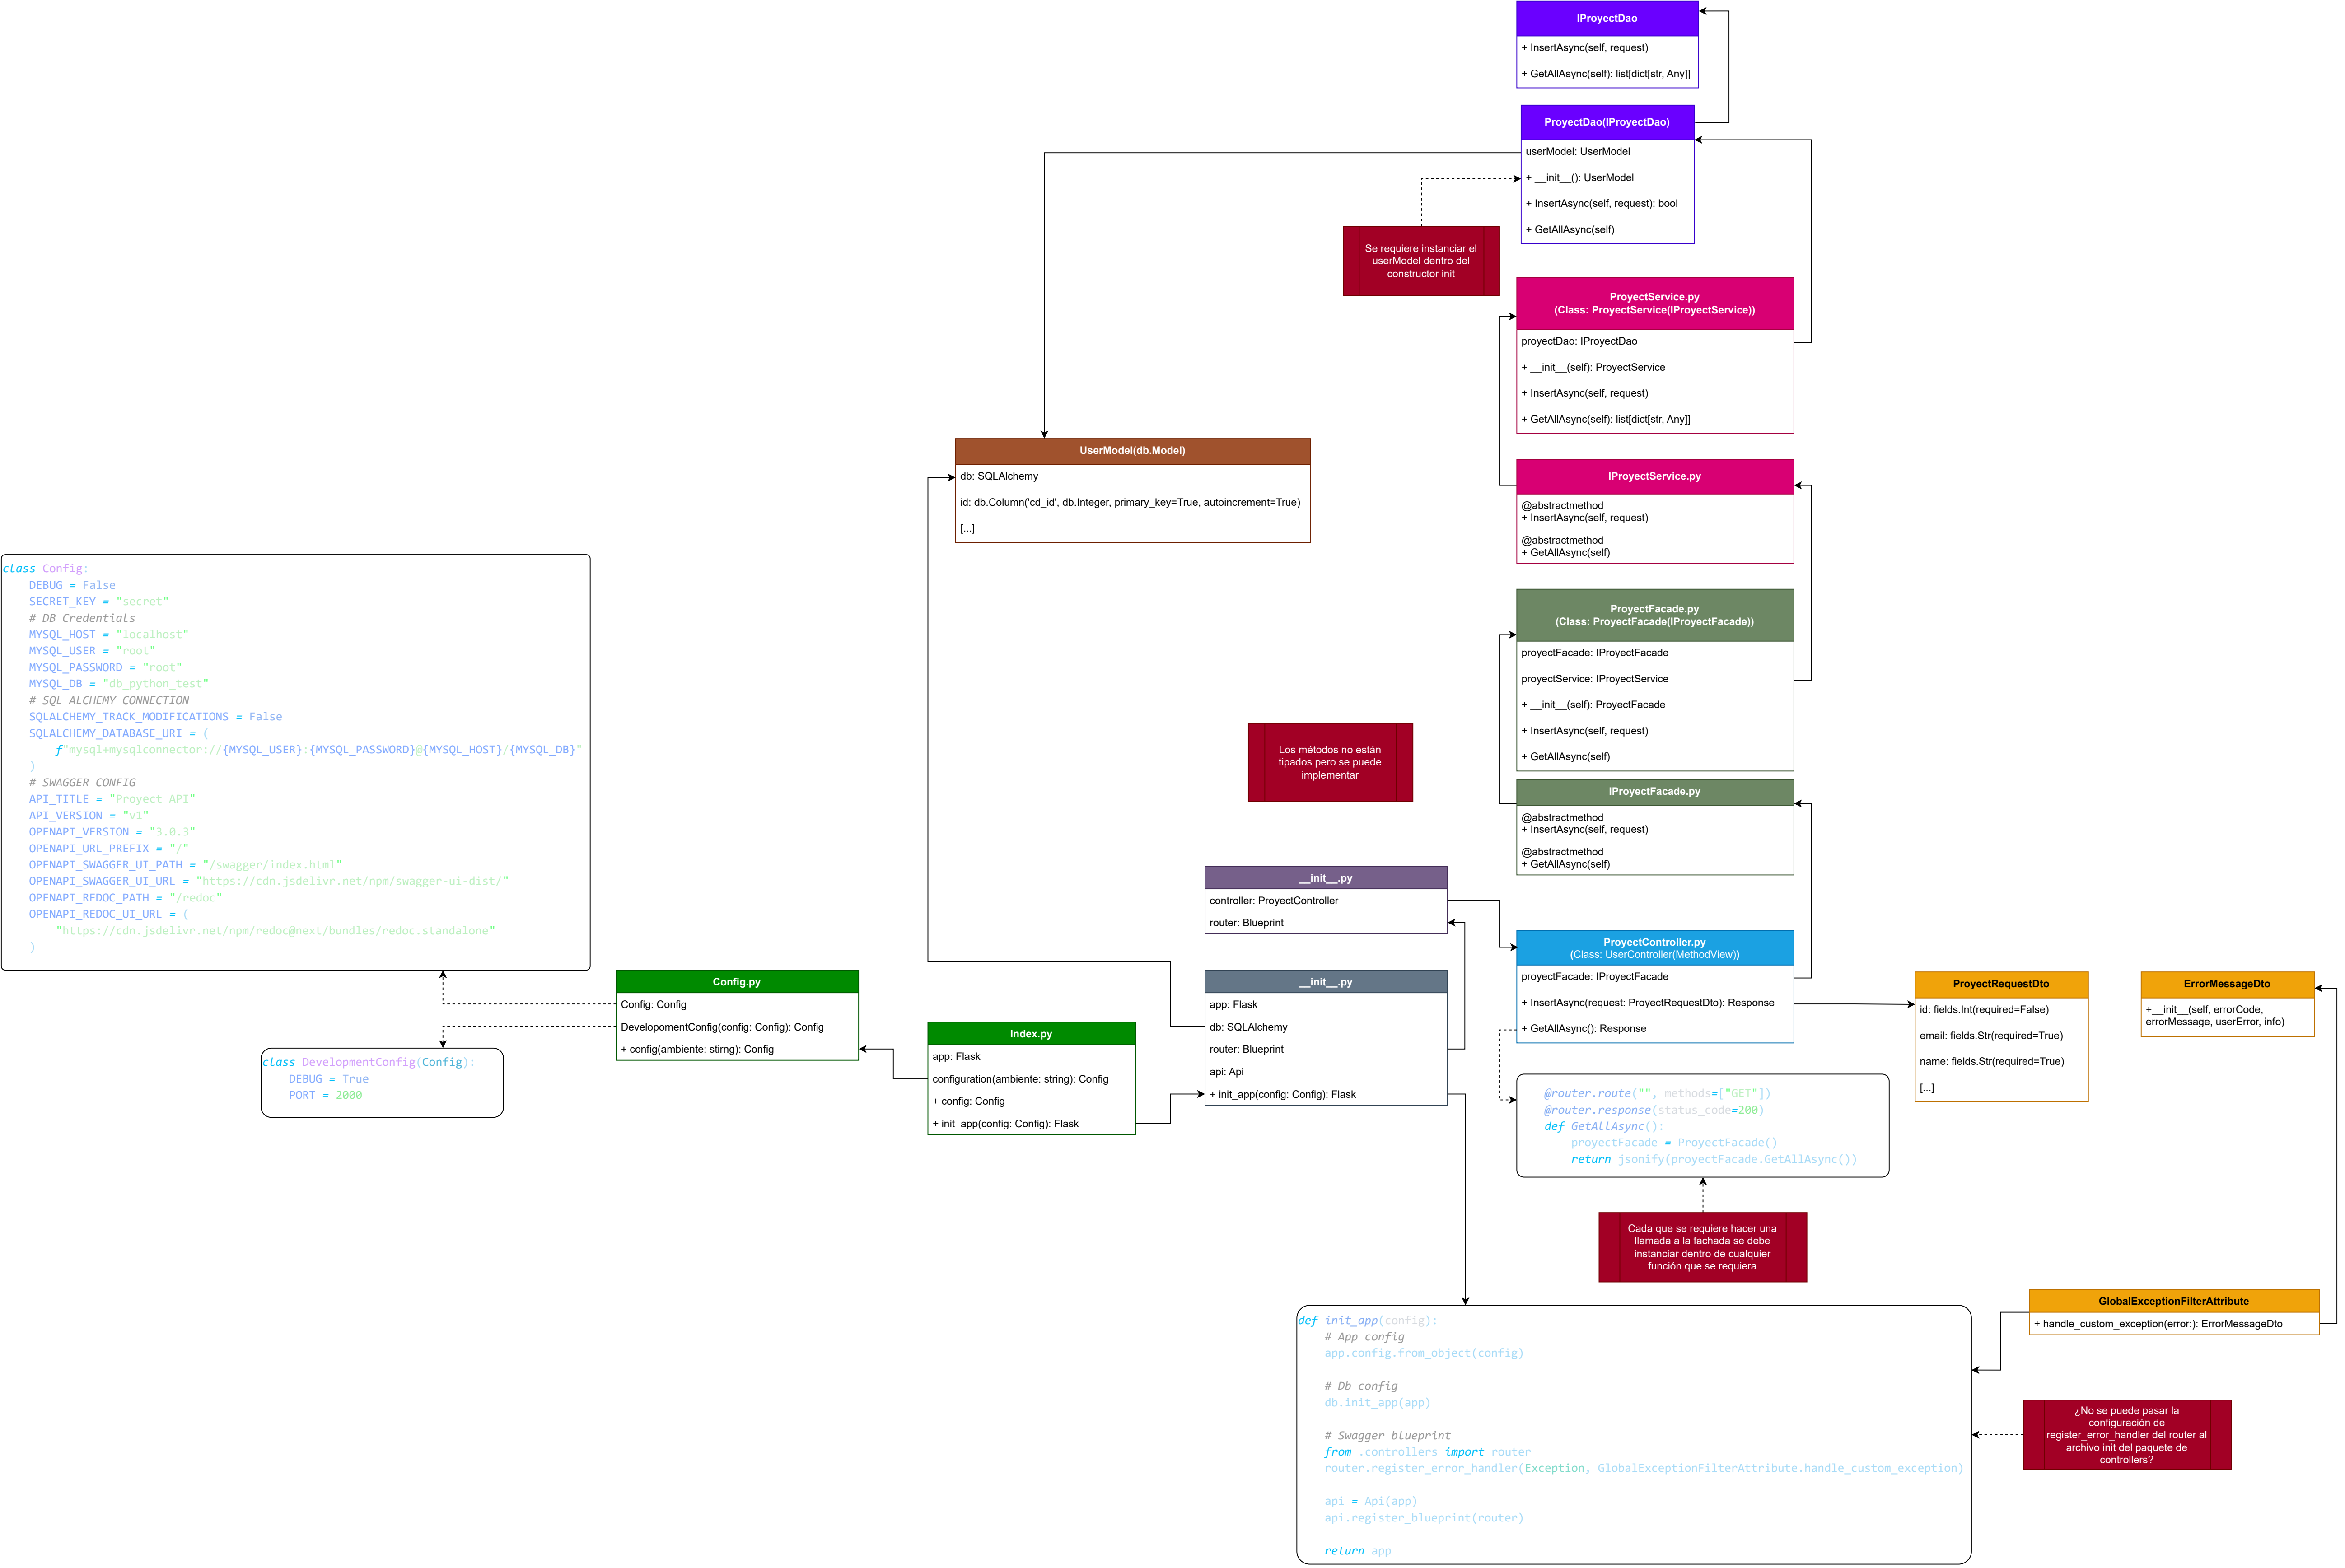 IProyectDao
+ InsertAsync(self, request)
+ GetAllAsync(self): list[dict[str, Any]]
ProyectDao(IProyectDao)
userModel: UserModel
+ __init__(): UserModel
+ InsertAsync(self, request): bool
+ GetAllAsync(self)
Se requiere instanciar el
userModel dentro del
constructor init
ProyectService.py
(Class: ProyectService(IProyectService))
proyectDao: IProyectDao
+ __init__(self): ProyectService
+ InsertAsync(self, request)
+ GetAllAsync(self): list[dict[str, Any]]
UserModel(db.Model)
db: SQLAlchemy
id: db.Column('cd_id', db.Integer, primary_key=True, autoincrement=True)
[...]
IProyectService.py
@abstractmethod
+ InsertAsync(self, request)
@abstractmethod
+ GetAllAsync(self)
class Config:
    DEBUG = False
    SECRET_KEY = "secret"
    # DB Credentials
    MYSQL_HOST = "localhost"
    MYSQL_USER = "root"
    MYSQL_PASSWORD = "root"
    MYSQL_DB = "db_python_test"
    # SQL ALCHEMY CONNECTION
    SQLALCHEMY_TRACK_MODIFICATIONS = False
    SQLALCHEMY_DATABASE_URI = (
        f"mysql+mysqlconnector://{MYSQL_USER}:{MYSQL_PASSWORD}@{MYSQL_HOST}/{MYSQL_DB}"
    )
    # SWAGGER CONFIG
    API_TITLE = "Proyect API"
    API_VERSION = "v1"
    OPENAPI_VERSION = "3.0.3"
    OPENAPI_URL_PREFIX = "/"
    OPENAPI_SWAGGER_UI_PATH = "/swagger/index.html"
    OPENAPI_SWAGGER_UI_URL = "https://cdn.jsdelivr.net/npm/swagger-ui-dist/"
    OPENAPI_REDOC_PATH = "/redoc"
    OPENAPI_REDOC_UI_URL = (
        "https://cdn.jsdelivr.net/npm/redoc@next/bundles/redoc.standalone"
    )
ProyectFacade.py
(Class: ProyectFacade(IProyectFacade))
proyectFacade: IProyectFacade
proyectService: IProyectService
+ __init__(self): ProyectFacade
+ InsertAsync(self, request)
+ GetAllAsync(self)
Los métodos no están
tipados pero se puede
implementar
IProyectFacade.py
@abstractmethod
+ InsertAsync(self, request)
@abstractmethod
+ GetAllAsync(self)
__init__.py
controller: ProyectController
router: Blueprint
ProyectController.py
(Class: UserController(MethodView))
proyectFacade: IProyectFacade
+ InsertAsync(request: ProyectRequestDto): Response
+ GetAllAsync(): Response
ProyectRequestDto
id: fields.Int(required=False)
email: fields.Str(required=True)
name: fields.Str(required=True)
[...]
ErrorMessageDto
+__init__(self, errorCode,
errorMessage, userError, info)
Config.py
Config: Config
DevelopomentConfig(config: Config): Config
+ config(ambiente: stirng): Config
class DevelopmentConfig(Config):
    DEBUG = True
    PORT = 2000
Index.py
app: Flask
configuration(ambiente: string): Config
+ config: Config
+ init_app(config: Config): Flask
__init__.py
app: Flask
db: SQLAlchemy
router: Blueprint
api: Api
+ init_app(config: Config): Flask
@router.route("", methods=["GET"])
@router.response(status_code=200)
def GetAllAsync():
    proyectFacade = ProyectFacade()
    return jsonify(proyectFacade.GetAllAsync())
Cada que se requiere hacer una
llamada a la fachada se debe
instanciar dentro de cualquier
función que se requiera
GlobalExceptionFilterAttribute
+ handle_custom_exception(error:): ErrorMessageDto
def init_app(config):
    # App config
    app.config.from_object(config)
    # Db config
    db.init_app(app)
    # Swagger blueprint
    from .controllers import router
    router.register_error_handler(Exception, GlobalExceptionFilterAttribute.handle_custom_exception)
    api = Api(app)
    api.register_blueprint(router)
    return app
¿No se puede pasar la
configuración de
register_error_handler del router al
archivo init del paquete de
controllers?